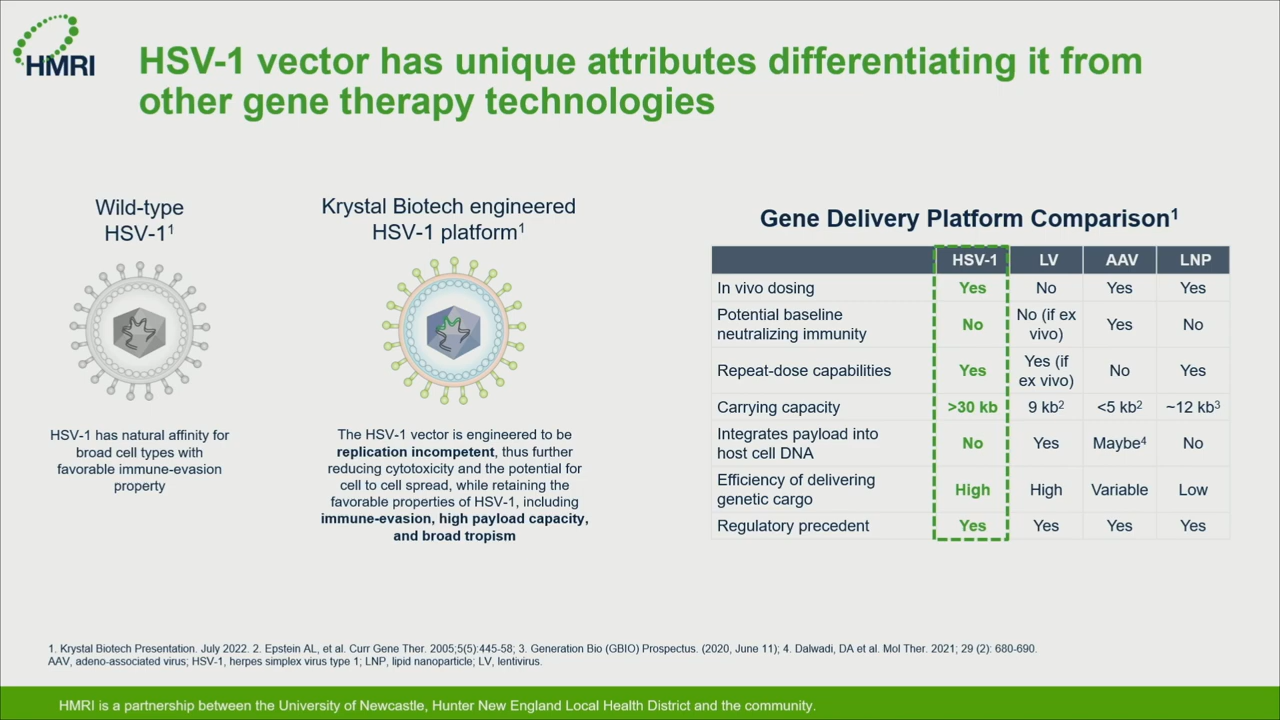 HMRI
HSV-1 vector has unique attributes differentiating it from
other gene therapy technologies
Wild-type
HSV-1¹
HSV-1 has natural affinity for
broad cell types with
favorable immune-evasion
property
Krystal Biotech engineered
HSV-1 platform¹
The HSV-1 vector is engineered to be
replication incompetent, thus further
reducing cytotoxicity and the potential for
cell to cell spread, while retaining the
favorable properties of HSV-1, including
immune-evasion, high payload capacity,
and broad tropism
Gene Delivery Platform Comparison¹
HSV-1 LV AAV LNP
In vivo dosing Yes No Yes Yes
Potential baseline
neutralizing immunity No No (if ex
vivo) Yes No
Repeat-dose capabilities Yes Yes (if
ex vivo) No Yes
Carrying capacity >30 kb 9 kb² <5 kb² ~12 kb³
Integrates payload into
host cell DNA No Yes Maybe⁴ No
Efficiency of delivering
genetic cargo High High Variable Low
Regulatory precedent Yes Yes Yes Yes
1. Krystal Biotech Presentation. July 2022. 2. Epstein AL, et al. Curr Gene Ther. 2005;5(5):445-58; 3. Generation Bio (GBIO) Prospectus. (2020, June 11); 4. Dalwadi, DA et al. Mol Ther. 2021; 29 (2): 680-690.
AAV, adeno-associated virus; HSV-1, herpes simplex virus type 1; LNP, lipid nanoparticle; LV, lentivirus.
HMRI is a partnership between the University of Newcastle, Hunter New England Local Health District and the community.